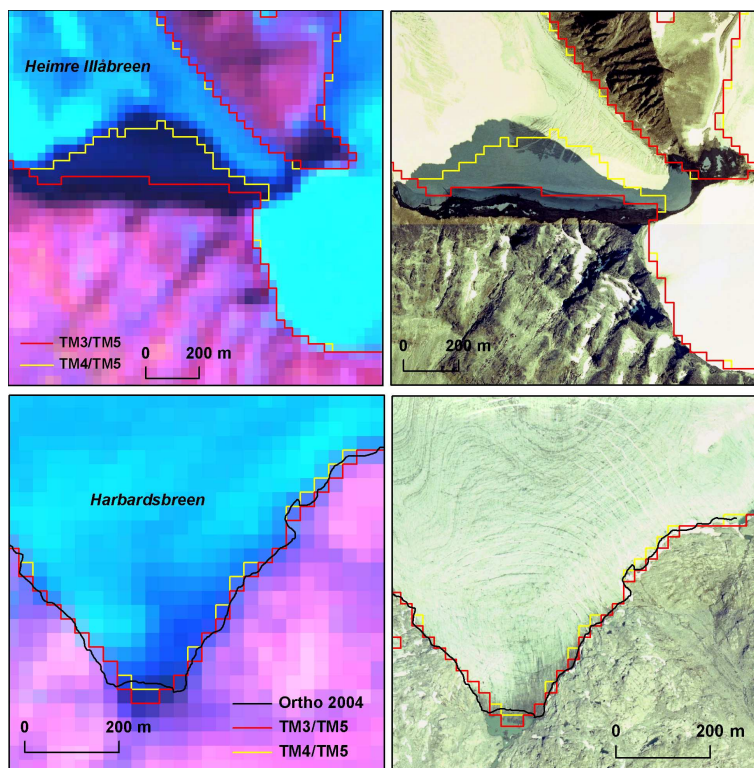 Heimre Illåbreen
TM3/TM5
TM4/TM5
0 200 m
0 200 m
Harbardsbreen
Ortho 2004
TM3/TM5
TM4/TM5
0 200 m
0 200 m